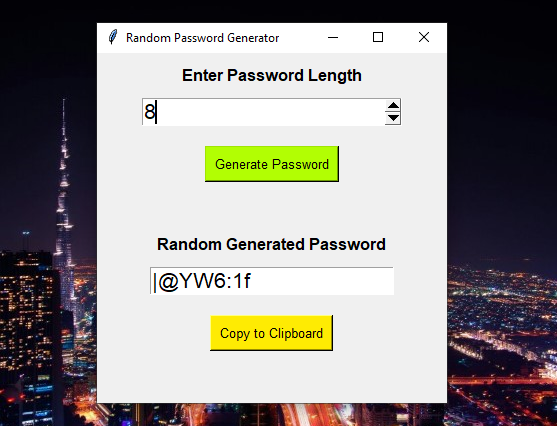 Random Password Generator
Enter Password Length
8
Generate Password
Random Generated Password
|@YW6:1f
Copy to Clipboard